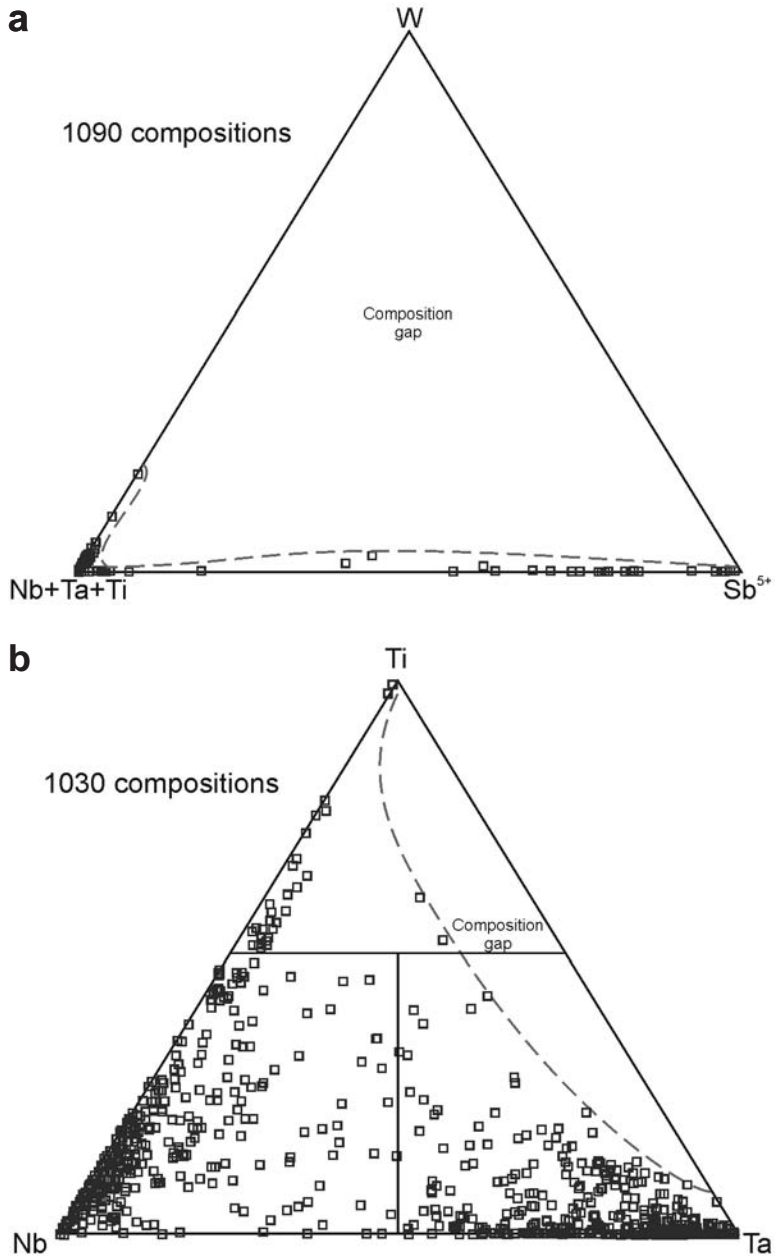 a
W
1090 compositions
Composition
gap
Nb+Ta+Ti
Sb⁵⁺
b
Ti
1030 compositions
Composition
gap
Nb
Ta